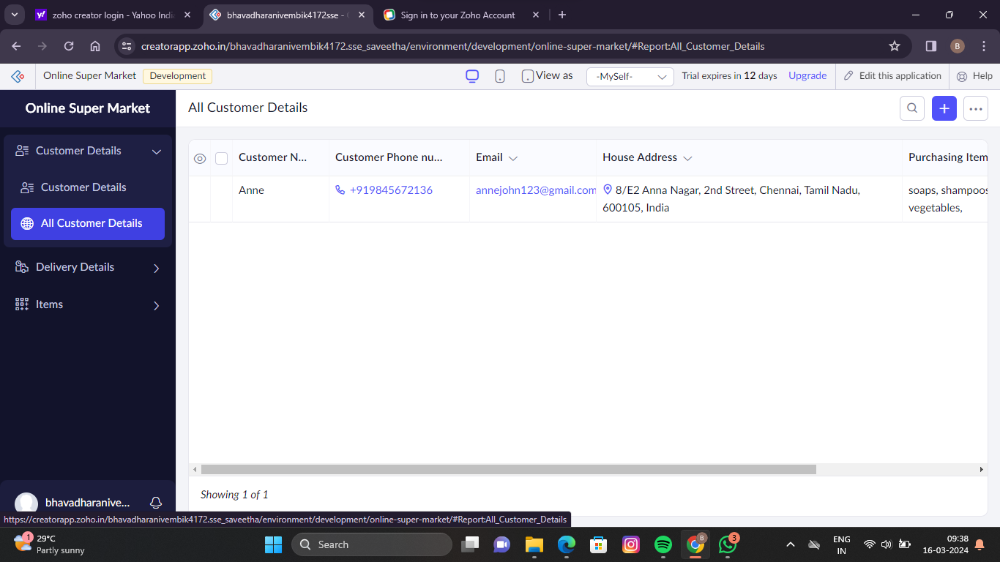 zoho creator login - Yahoo Indi
bhavadharanivembik4172sse -
Sign in to your Zoho Account
creatorapp.zoho.in/bhavadharanivembik4172.sse_saveetha/environment/development/online-super-market/#Report:All_Customer_Details
B
Online Super Market
Development
View as
-MySelf-
Trial expires in 12 days
Upgrade
Edit this application
Help
Online Super Market
All Customer Details
Customer Details
Customer Details
All Customer Details
Delivery Details
Items
Customer N...
Customer Phone nu...
Email
House Address
Purchasing Item
Anne
+919845672136
annejohn123@gmail.com
8/E2 Anna Nagar, 2nd Street, Chennai, Tamil Nadu,
600105, India
soaps, shampoos
vegetables,
Showing 1 of 1
bhavadharanive...
https://creatorapp.zoho.in/bhavadharanivembik4172.sse_saveetha/environment/development/online-super-market/#Report:All_Customer_Details
1
29°C
Partly sunny
Search
B
3
ENG
IN
09:38
16-03-2024